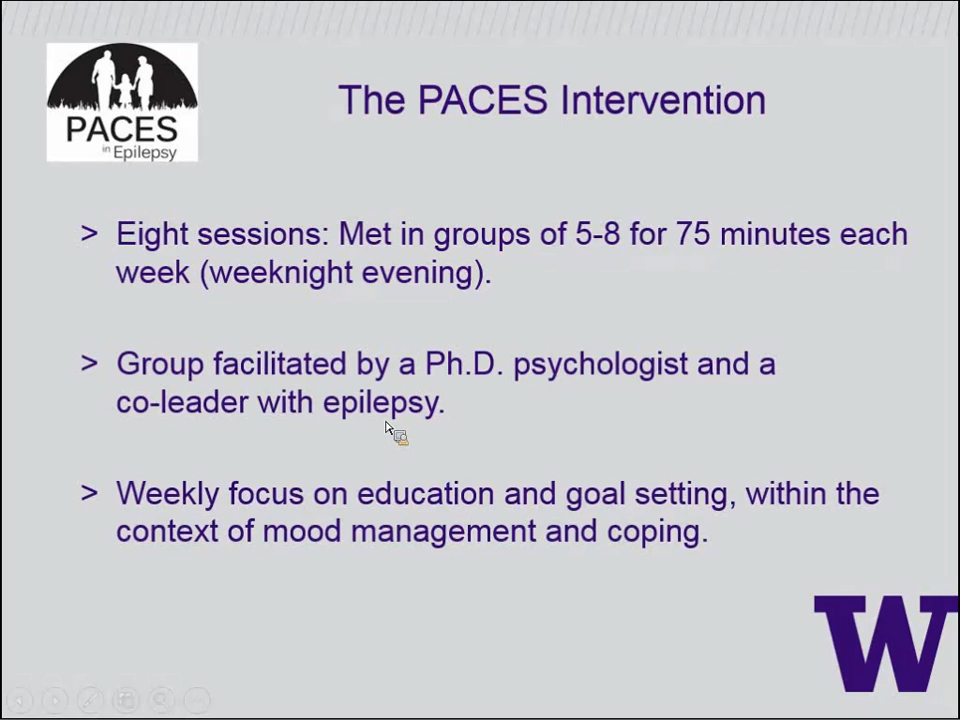 PACES
in Epilepsy
The PACES Intervention
> Eight sessions: Met in groups of 5-8 for 75 minutes each
week (weeknight evening).
> Group facilitated by a Ph.D. psychologist and a
co-leader with epilepsy.
> Weekly focus on education and goal setting, within the
context of mood management and coping.
W